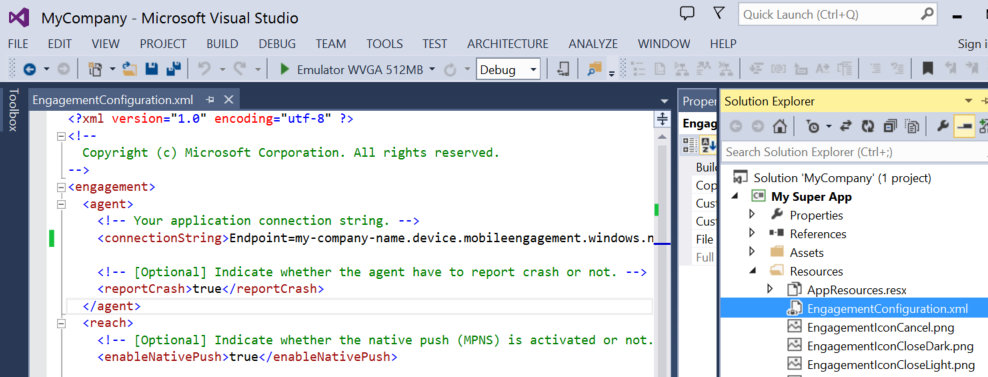 MyCompany - Microsoft Visual Studio
Quick Launch (Ctrl+Q)
FILE EDIT VIEW PROJECT BUILD DEBUG TEAM TOOLS TEST ARCHITECTURE ANALYZE WINDOW HELP
Sign i
Emulator WVGA 512MB
Debug
Toolbox
EngagementConfiguration.xml
<?xml version="1.0" encoding="utf-8" ?>
<!--
Copyright (c) Microsoft Corporation. All rights reserved.
-->
<engagement>
<agent>
<!-- Your application connection string. -->
<connectionString>Endpoint=my-company-name.device.mobileengagement.windows.n
<!-- [Optional] Indicate whether the agent have to report crash or not. -->
<reportCrash>true</reportCrash>
</agent>
<reach>
<!-- [Optional] Indicate whether the native push (MPNS) is activated or not.
<enableNativePush>true</enableNativePush>
Proper
Engag
Buil
Cop
Cust
Cust
File
Full
Solution Explorer
Search Solution Explorer (Ctrl+;)
Solution 'MyCompany' (1 project)
My Super App
Properties
References
Assets
Resources
AppResources.resx
EngagementConfiguration.xml
EngagementIconCancel.png
EngagementIconCloseDark.png
EngagementIconCloseLight.png